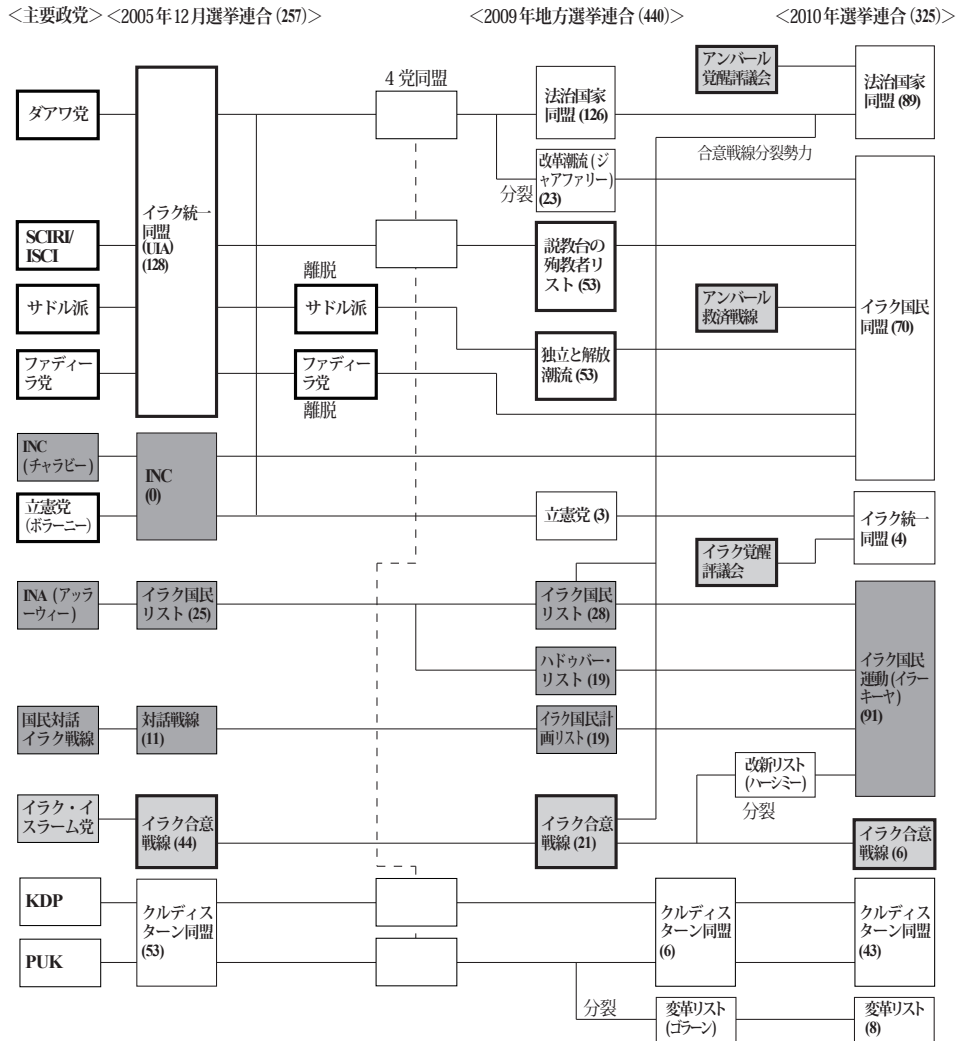 <主要政党> <2005年12月選挙連合(257)>
<2009年地方選挙連合(440)>
<2010年選挙連合(325)>
ダアワ党
SCIRI/
ISCI
サドル派
ファディー
ラ党
INC
(チャラビー)
立憲党
(ボラーニー)
INA (アッラ
ーウィー)
国民対話
イラク戦線
イラク・イ
スラーム党
KDP
PUK
イラク統一
同盟
(UIA)
(128)
INC
(0)
イラク国民
リスト(25)
対話戦線
(11)
イラク合意
戦線(44)
クルディス
ターン同盟
(53)
離脱
サドル派
ファディー
ラ党
離脱
4党同盟
法治国家
同盟(126)
改革潮流(ジ
ャアファリー)
(23)
分裂
説教台の
殉教者リ
スト(53)
独立と解放
潮流(53)
立憲党(3)
イラク国民
リスト(28)
ハドゥバー・
リスト(19)
イラク国民計
画リスト(19)
イラク合意
戦線(21)
分裂
アンバール
覚醒評議会
合意戦線分裂勢力
アンバール
救済戦線
イラク覚醒
評議会
改新リスト
(ハーシミー)
分裂
クルディス
ターン同盟
(6)
変革リスト
(ゴラーン)
法治国家
同盟(89)
イラク国民
同盟(70)
イラク統一
同盟(4)
イラク国民
運動(イラー
キーヤ)
(91)
イラク合意
戦線(6)
クルディス
ターン同盟
(43)
変革リスト
(8)